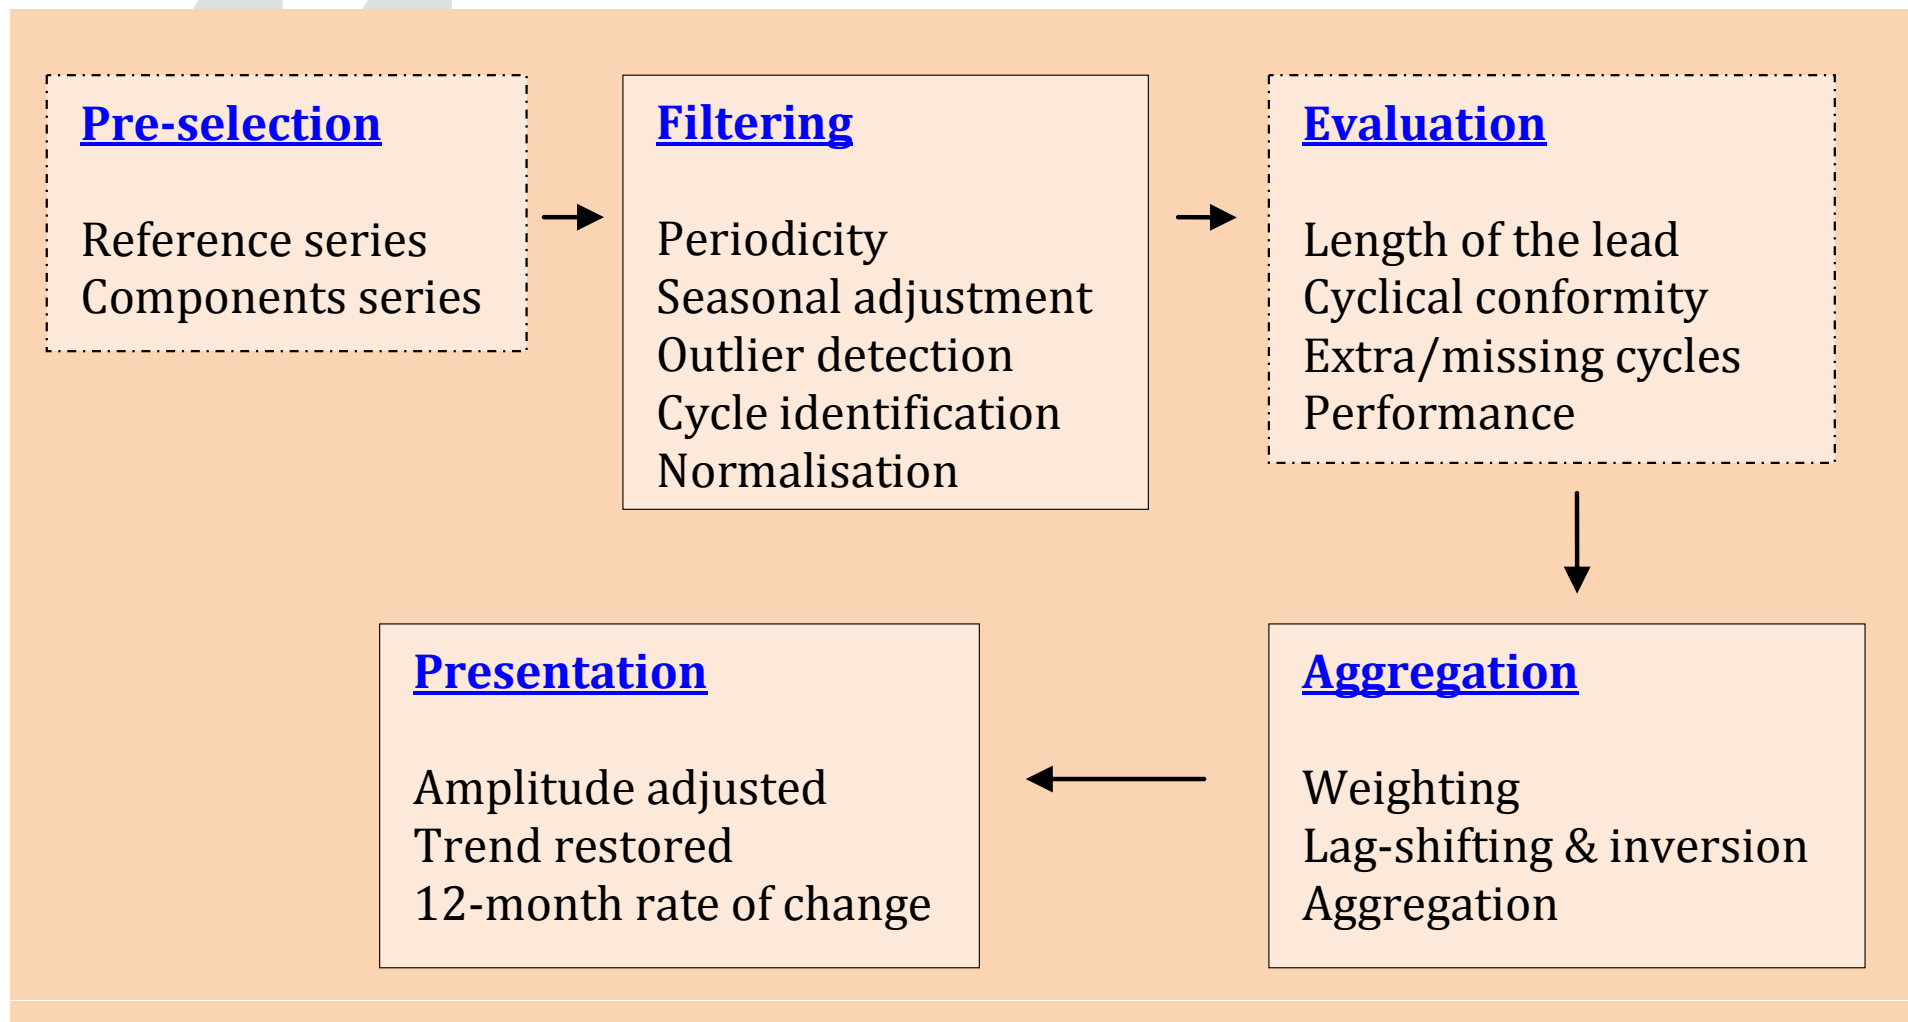 Pre-selection
Reference series
Components series
Filtering
Periodicity
Seasonal adjustment
Outlier detection
Cycle identification
Normalisation
Evaluation
Length of the lead
Cyclical conformity
Extra/missing cycles
Performance
Aggregation
Weighting
Lag-shifting & inversion
Aggregation
Presentation
Amplitude adjusted
Trend restored
12-month rate of change